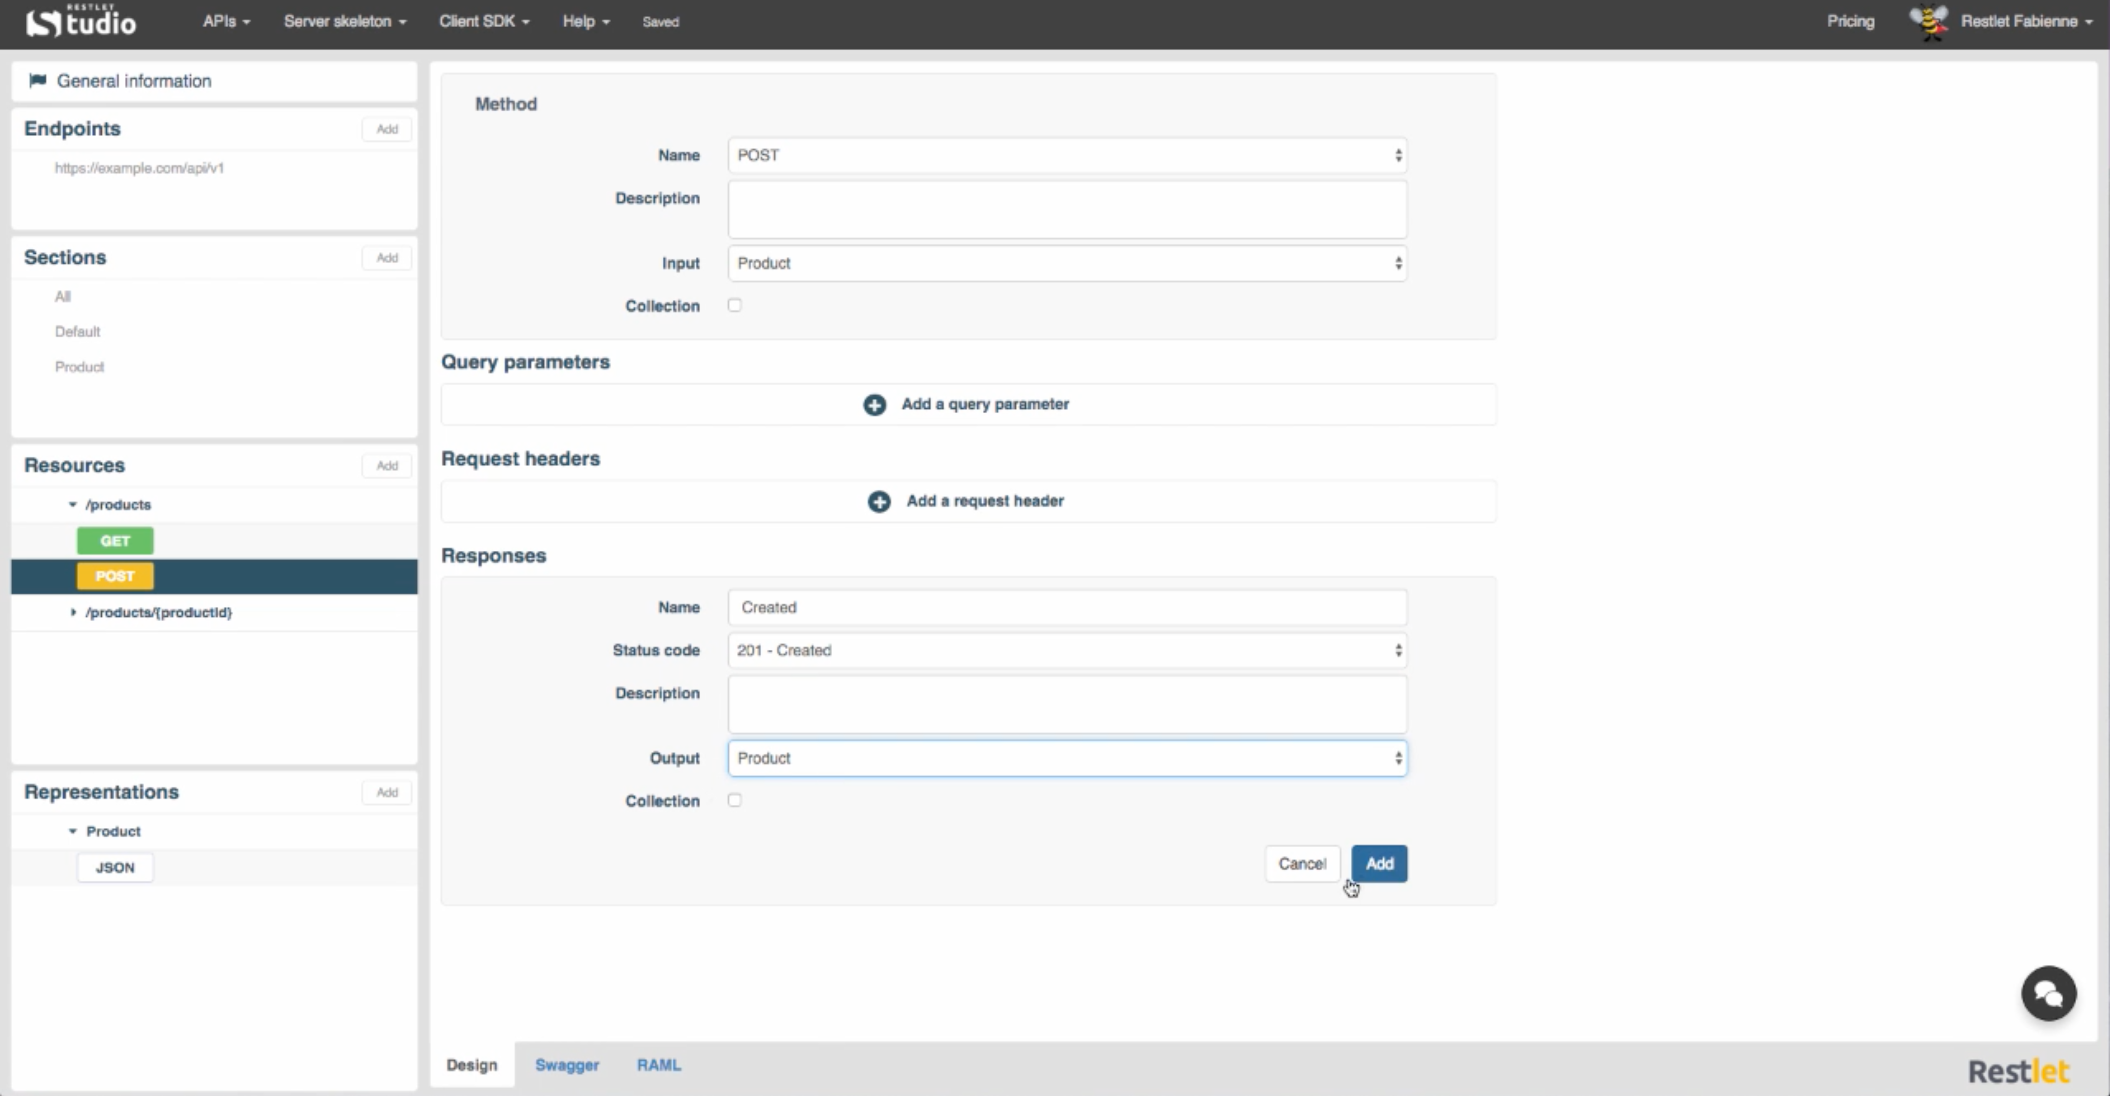 RESTLET
Studio
APIs
Server skeleton
Client SDK
Help
Saved
Pricing
Restlet Fabienne
General information
Endpoints
Add
https://example.com/api/v1
Sections
Add
All
Default
Product
Resources
Add
/products
GET
POST
/products/{productId}
Representations
Add
Product
JSON
Method
Name
POST
Description
Input
Product
Collection
Query parameters
Add a query parameter
Request headers
Add a request header
Responses
Name
Created
Status code
201 - Created
Description
Output
Product
Collection
Cancel
Add
Design
Swagger
RAML
Restlet